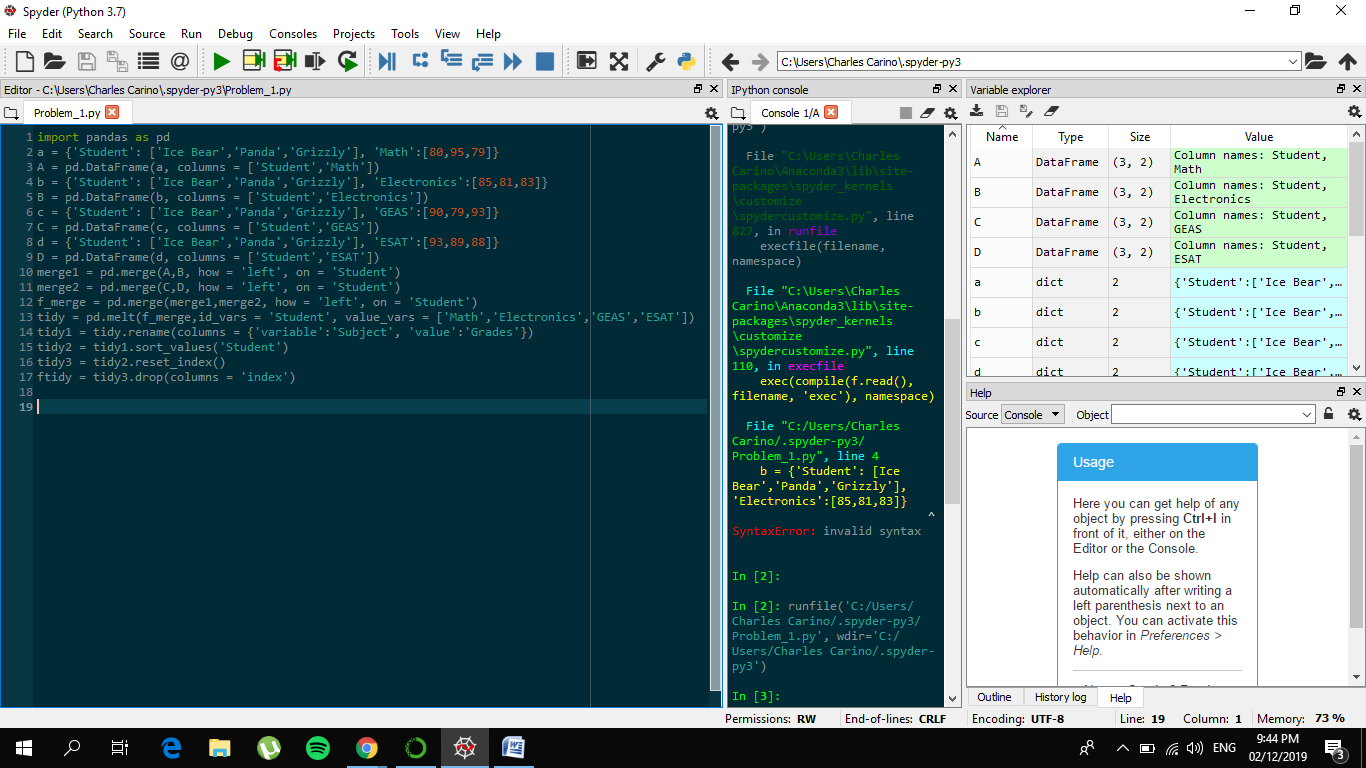 Spyder (Python 3.7)
File Edit Search Source Run Debug Consoles Projects Tools View Help
C:\Users\Charles Carino\.spyder-py3
Editor - C:\Users\Charles Carino\.spyder-py3\Problem_1.py
Problem_1.py
1 import pandas as pd
2 a = {'Student': ['Ice Bear','Panda','Grizzly'], 'Math':[80,95,79]}
3 A = pd.DataFrame(a, columns = ['Student','Math'])
4 b = {'Student': ['Ice Bear','Panda','Grizzly'], 'Electronics':[85,81,83]}
5 B = pd.DataFrame(b, columns = ['Student','Electronics'])
6 c = {'Student': ['Ice Bear','Panda','Grizzly'], 'GEAS':[90,79,93]}
7 C = pd.DataFrame(c, columns = ['Student','GEAS'])
8 d = {'Student': ['Ice Bear','Panda','Grizzly'], 'ESAT':[93,89,88]}
9 D = pd.DataFrame(d, columns = ['Student','ESAT'])
10 merge1 = pd.merge(A,B, how = 'left', on = 'Student')
11 merge2 = pd.merge(C,D, how = 'left', on = 'Student')
12 f_merge = pd.merge(merge1,merge2, how = 'left', on = 'Student')
13 tidy = pd.melt(f_merge,id_vars = 'Student', value_vars = ['Math','Electronics','GEAS','ESAT'])
14 tidy1 = tidy.rename(columns = {'variable':'Subject', 'value':'Grades'})
15 tidy2 = tidy1.sort_values('Student')
16 tidy3 = tidy2.reset_index()
17 ftidy = tidy3.drop(columns = 'index')
18
19
IPython console
Console 1/A
py3')
File "C:\Users\Charles
Carino\Anaconda3\lib\site-
packages\spyder_kernels
\customize
\spydercustomize.py", line
827, in runfile
execfile(filename,
namespace)
File "C:\Users\Charles
Carino\Anaconda3\lib\site-
packages\spyder_kernels
\customize
\spydercustomize.py", line
110, in execfile
exec(compile(f.read(),
filename, 'exec'), namespace)
File "C:/Users/Charles
Carino/.spyder-py3/
Problem_1.py", line 4
b = {'Student': [Ice
Bear','Panda','Grizzly'],
'Electronics':[85,81,83]}
^
SyntaxError: invalid syntax
In [2]:
In [2]: runfile('C:/Users/
Charles Carino/.spyder-py3/
Problem_1.py', wdir='C:/
Users/Charles Carino/.spyder-
py3')
In [3]:
Variable explorer
Name Type Size Value
A DataFrame (3, 2) Column names: Student,
Math
B DataFrame (3, 2) Column names: Student,
Electronics
C DataFrame (3, 2) Column names: Student,
GEAS
D DataFrame (3, 2) Column names: Student,
ESAT
a dict 2 {'Student':['Ice Bear',…
b dict 2 {'Student':['Ice Bear',…
c dict 2 {'Student':['Ice Bear',…
d dict 2 {'Student':['Ice Bear',…
Help
Source Console Object
Usage
Here you can get help of any
object by pressing Ctrl+I in
front of it, either on the
Editor or the Console.
Help can also be shown
automatically after writing a
left parenthesis next to an
object. You can activate this
behavior in Preferences >
Help.
Outline History log Help
Permissions: RW End-of-lines: CRLF Encoding: UTF-8 Line: 19 Column: 1 Memory: 73 %
ENG
9:44 PM
02/12/2019
3